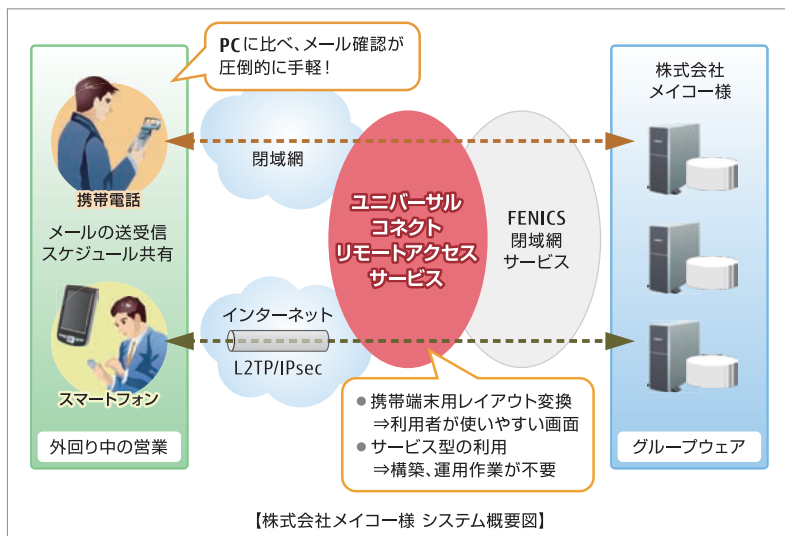 PCに比べ、メール確認が
圧倒的に手軽！
携帯電話
メールの送受信
スケジュール共有
スマートフォン
外回り中の営業
閉域網
インターネット
L2TP/IPsec
ユニバーサル
コネクト
リモートアクセス
サービス
FENICS
閉域網
サービス
●携帯端末用レイアウト変換
⇒利用者が使いやすい画面
●サービス型の利用
⇒構築、運用作業が不要
株式会社
メイコー様
グループウェア
【株式会社メイコー様 システム概要図】